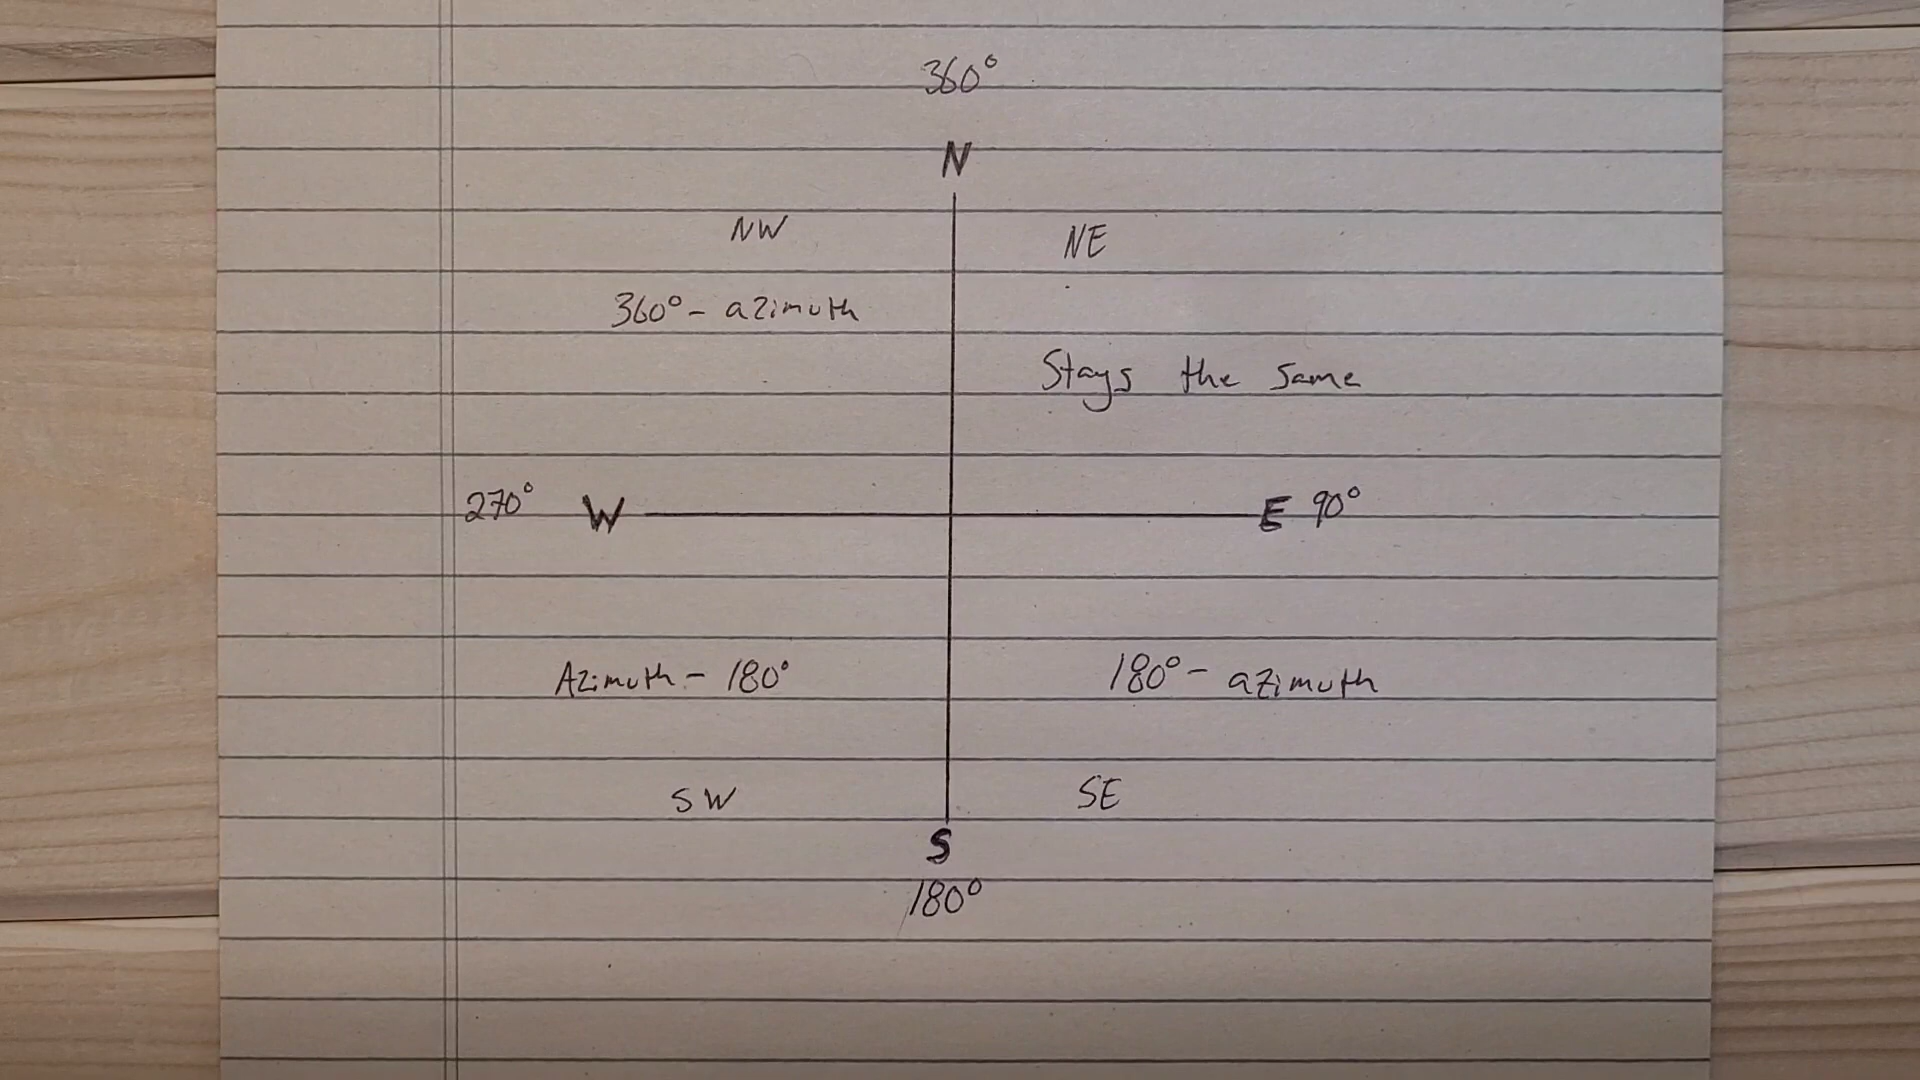 360°
N
NW
NE
360° - azimuth
Stays the same
270° W
E 90°
Azimuth - 180°
180° - azimuth
SW
SE
S
180°